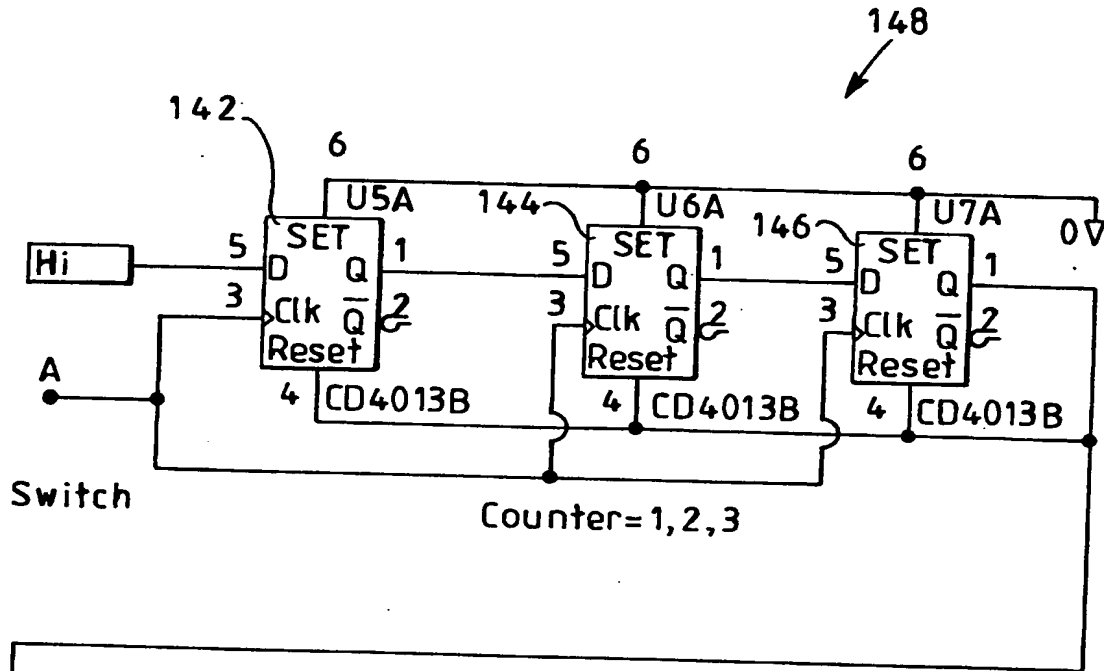 148
142
6 6 6
U5A 144 U6A 146 U7A 0V
SET SET SET
Hi 5 D Q 1 5 D Q 1 5 D Q 1
3 Clk Q 2 3 Clk Q 2 3 Clk Q 2
Reset Reset Reset
A
4 CD4013B 4 CD4013B 4 CD4013B
Switch
Counter=1,2,3